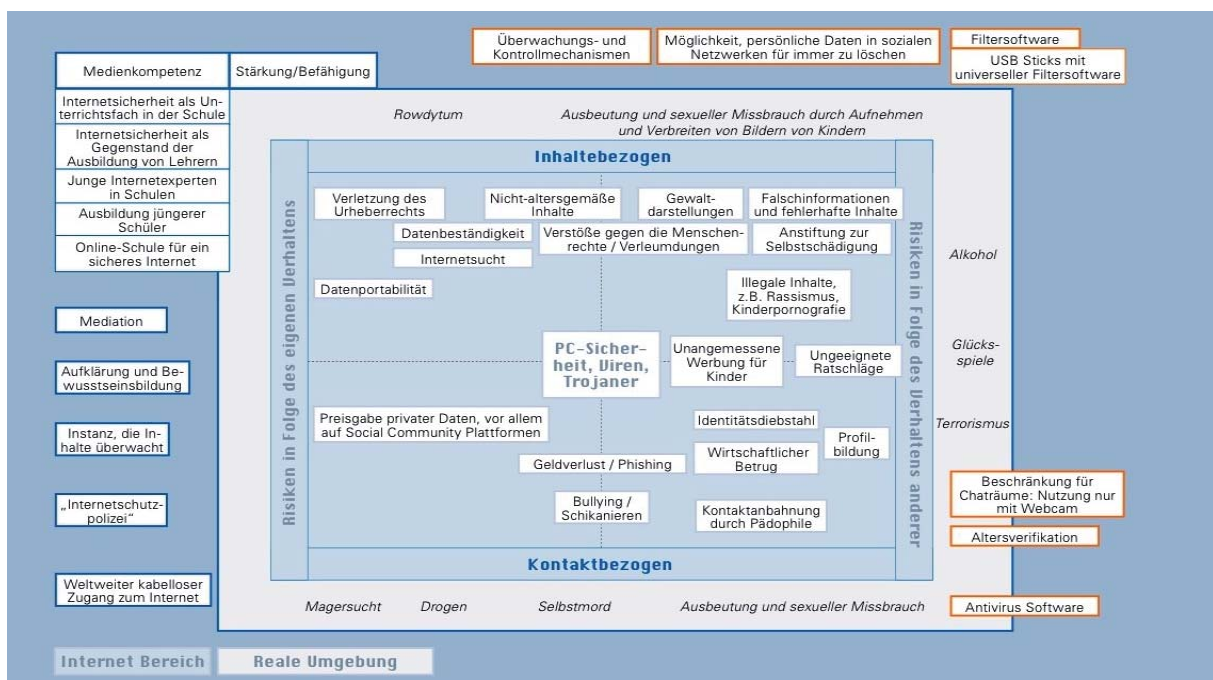 Überwachungs- und
Kontrollmechanismen
Möglichkeit, persönliche Daten in sozialen
Netzwerken für immer zu löschen
Filtersoftware
USB Sticks mit
universeller Filtersoftware
Medienkompetenz
Stärkung/Befähigung
Internetsicherheit als Un-
terrichtsfach in der Schule
Internetsicherheit als
Gegenstand der
Ausbildung von Lehrern
Junge Internetexperten
in Schulen
Ausbildung jüngerer
Schüler
Online-Schule für ein
sicheres Internet
Mediation
Aufklärung und Be-
wusstseinsbildung
Instanz, die In-
halte überwacht
„Internetschutz-
polizei“
Weltweiter kabelloser
Zugang zum Internet
Rowdytum
Ausbeutung und sexueller Missbrauch durch Aufnehmen
und Verbreiten von Bildern von Kindern
Inhaltebezogen
Risiken in Folge des eigenen Verhaltens
Verletzung des
Urheberrechts
Nicht-altersgemäße
Inhalte
Gewalt-
darstellungen
Falschinformationen
und fehlerhafte Inhalte
Datenbeständigkeit
Verstöße gegen die Menschen-
rechte / Verleumdungen
Anstiftung zur
Selbstschädigung
Internetsucht
Datenportabilität
Illegale Inhalte,
z.B. Rassismus,
Kinderpornografie
PC-Sicher-
heit, Viren,
Trojaner
Unangemessene
Werbung für
Kinder
Ungeeignete
Ratschläge
Preisgabe privater Daten, vor allem
auf Social Community Plattformen
Identitätsdiebstahl
Profil-
bildung
Geldverlust / Phishing
Wirtschaftlicher
Betrug
Bullying /
Schikanieren
Kontaktanbahnung
durch Pädophile
Kontaktbezogen
Risiken in Folge des Verhaltens anderer
Alkohol
Glücks-
spiele
Terrorismus
Beschränkung für
Chaträume: Nutzung nur
mit Webcam
Altersverifikation
Antivirus Software
Magersucht
Drogen
Selbstmord
Ausbeutung und sexueller Missbrauch
Internet Bereich
Reale Umgebung